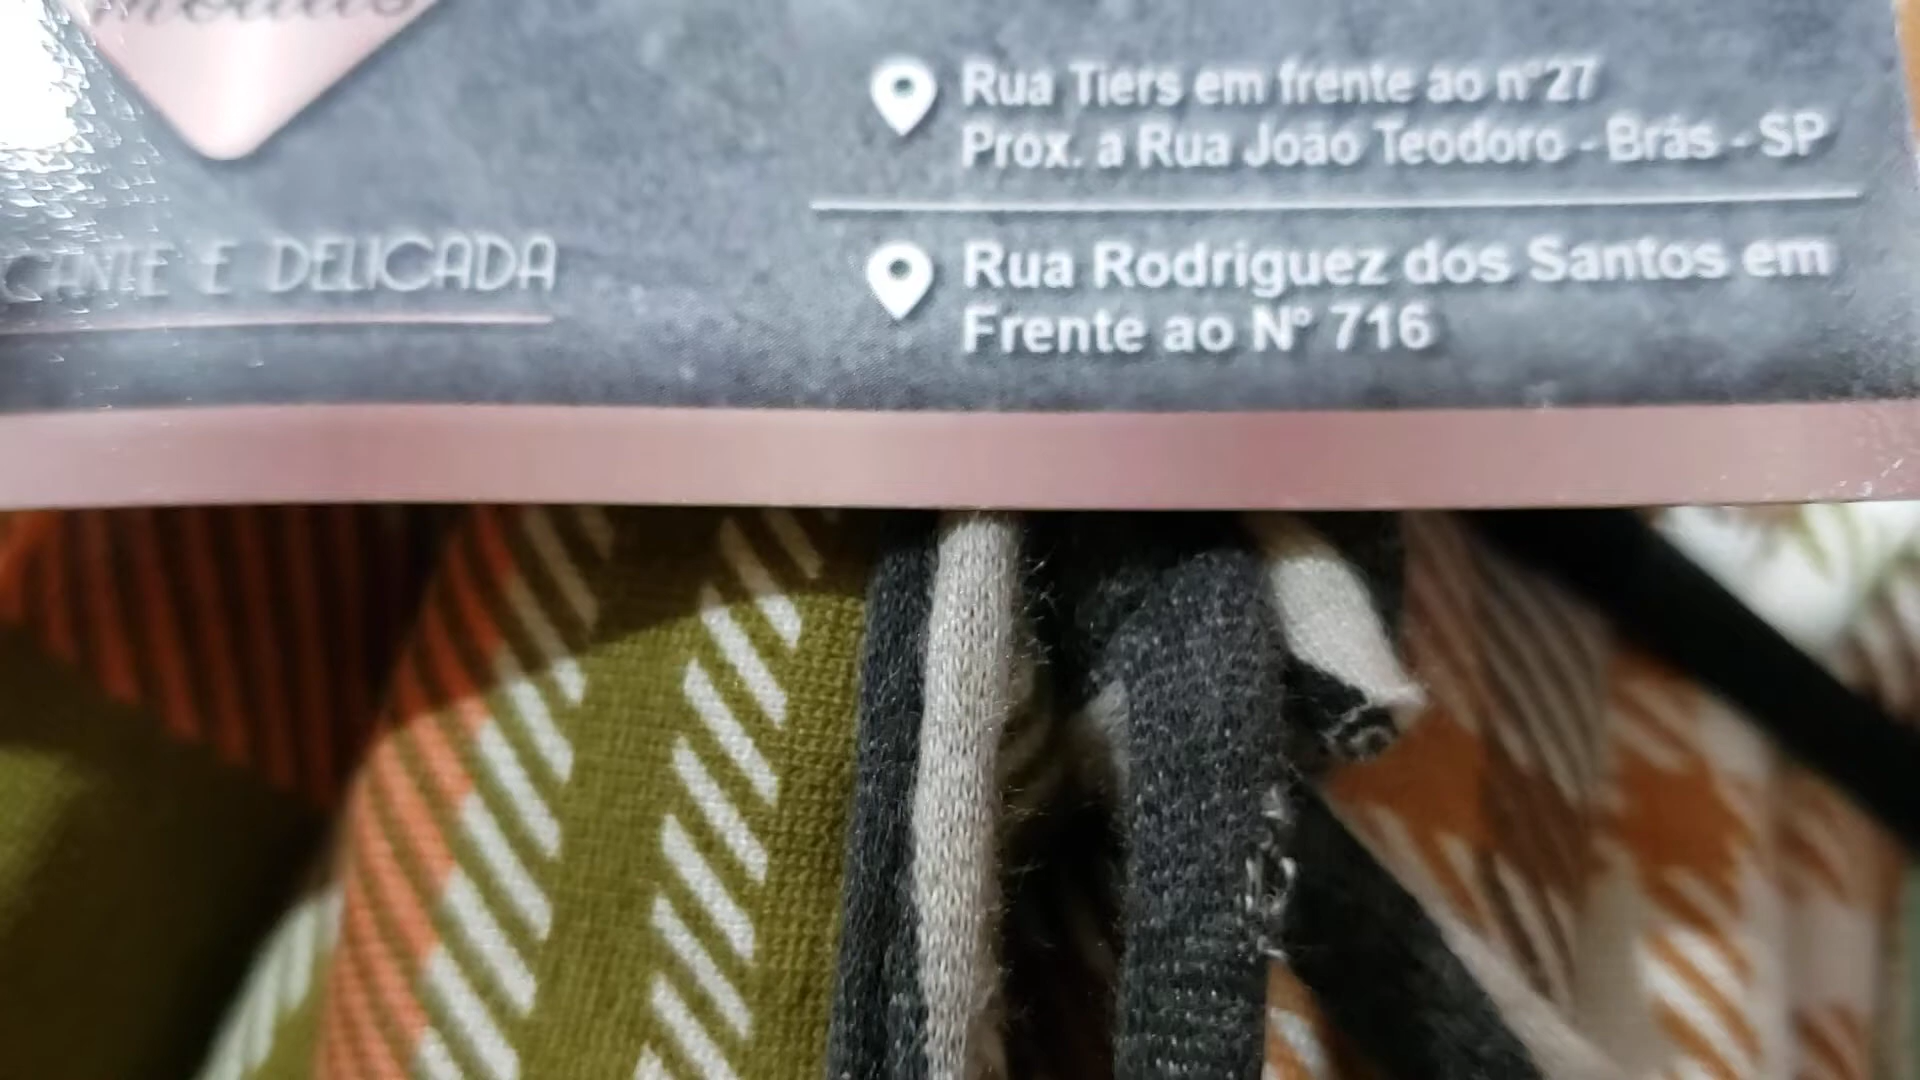 Rua Tiers em frente ao nº27
Prox. a Rua João Teodoro - Brás - SP
E DELICADA
Rua Rodriguez dos Santos em
Frente ao Nº 716